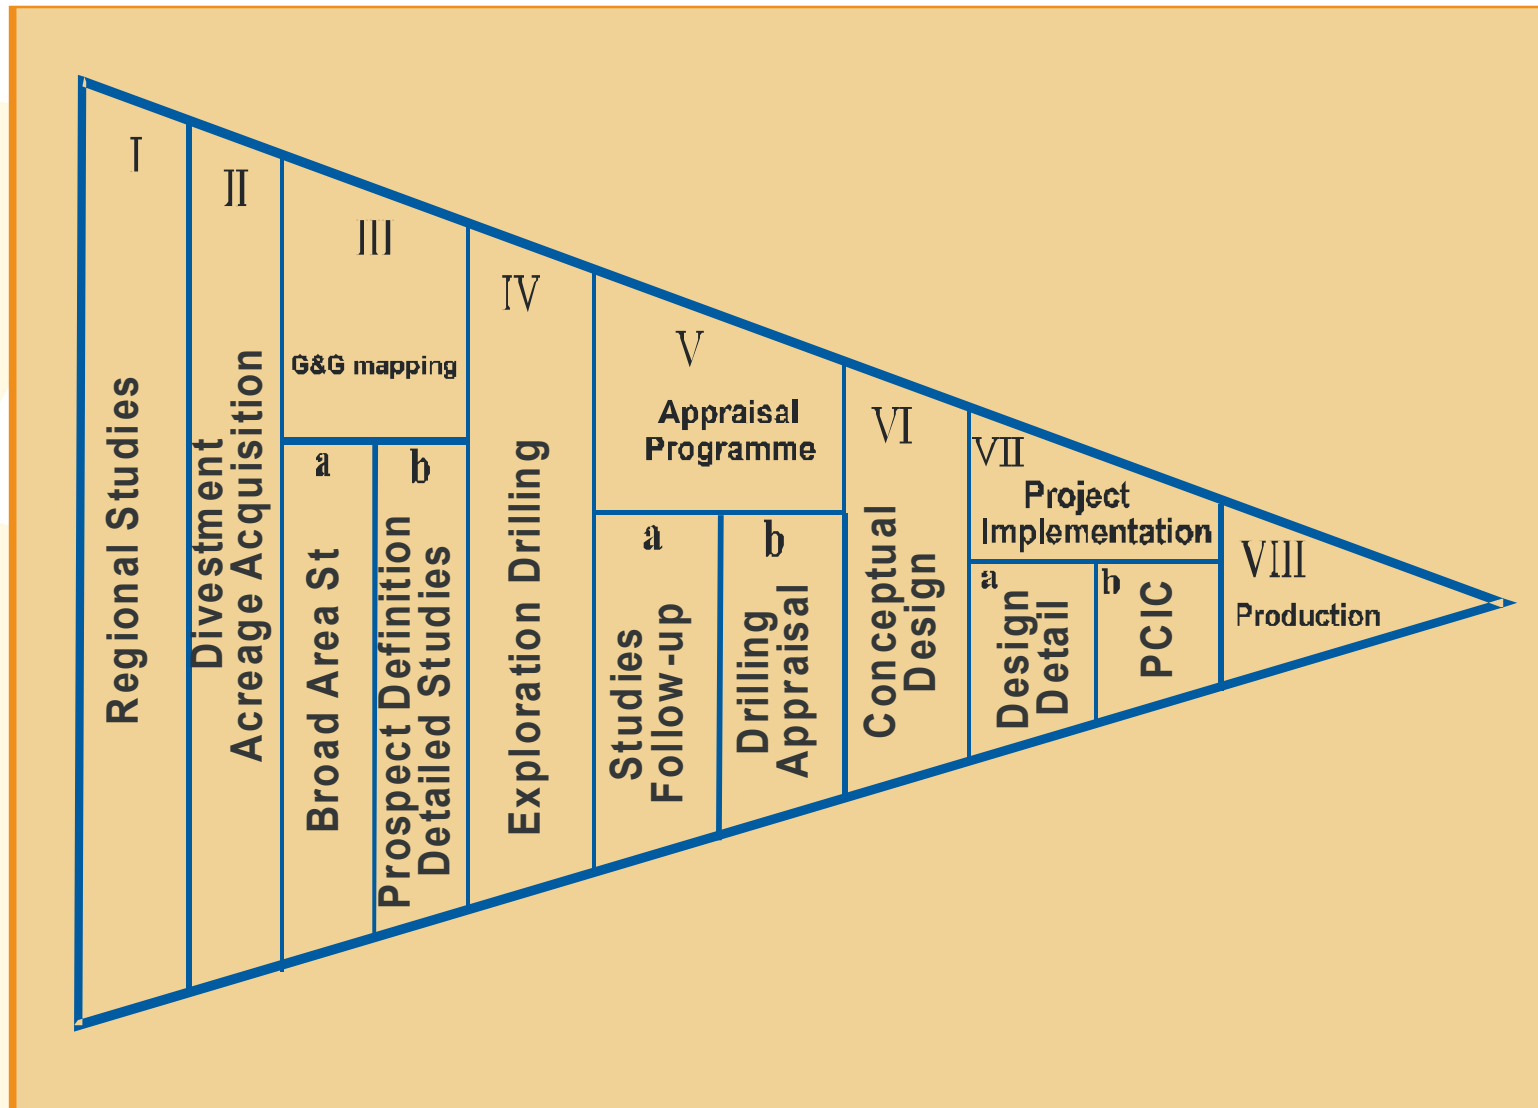 I
Regional Studies
II
Divestment
Acreage Acquisition
III
G&G mapping
a
Broad Area St
b
Prospect Definition
Detailed Studies
IV
Exploration Drilling
V
Appraisal
Programme
a
Studies
Follow-up
b
Drilling
Appraisal
VI
Conceptual
Design
VII
Project
Implementation
a
Design
Detail
b
PCIC
VIII
Production